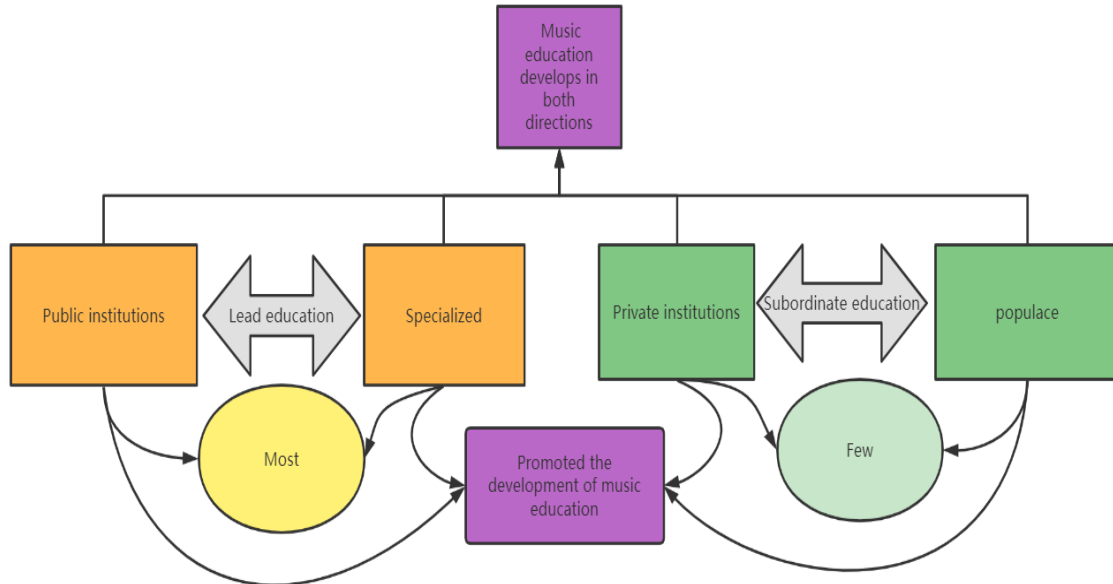 Music
education
develops in
both
directions
Public institutions
Lead education
Specialized
Private institutions
Subordinate education
populace
Most
Promoted the
development of music
education
Few